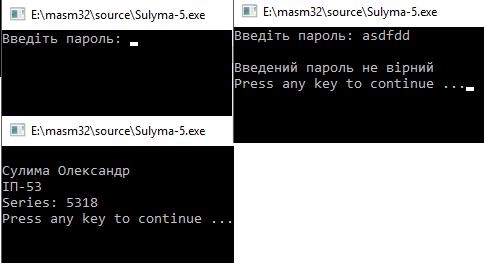 E:\masm32\source\Sulyma-5.exe
Введіть пароль:
E:\masm32\source\Sulyma-5.exe
Введіть пароль: asdfdd
Введений пароль не вірний
Press any key to continue ...
E:\masm32\source\Sulyma-5.exe
Сулима Олександр
ІП-53
Series: 5318
Press any key to continue ...